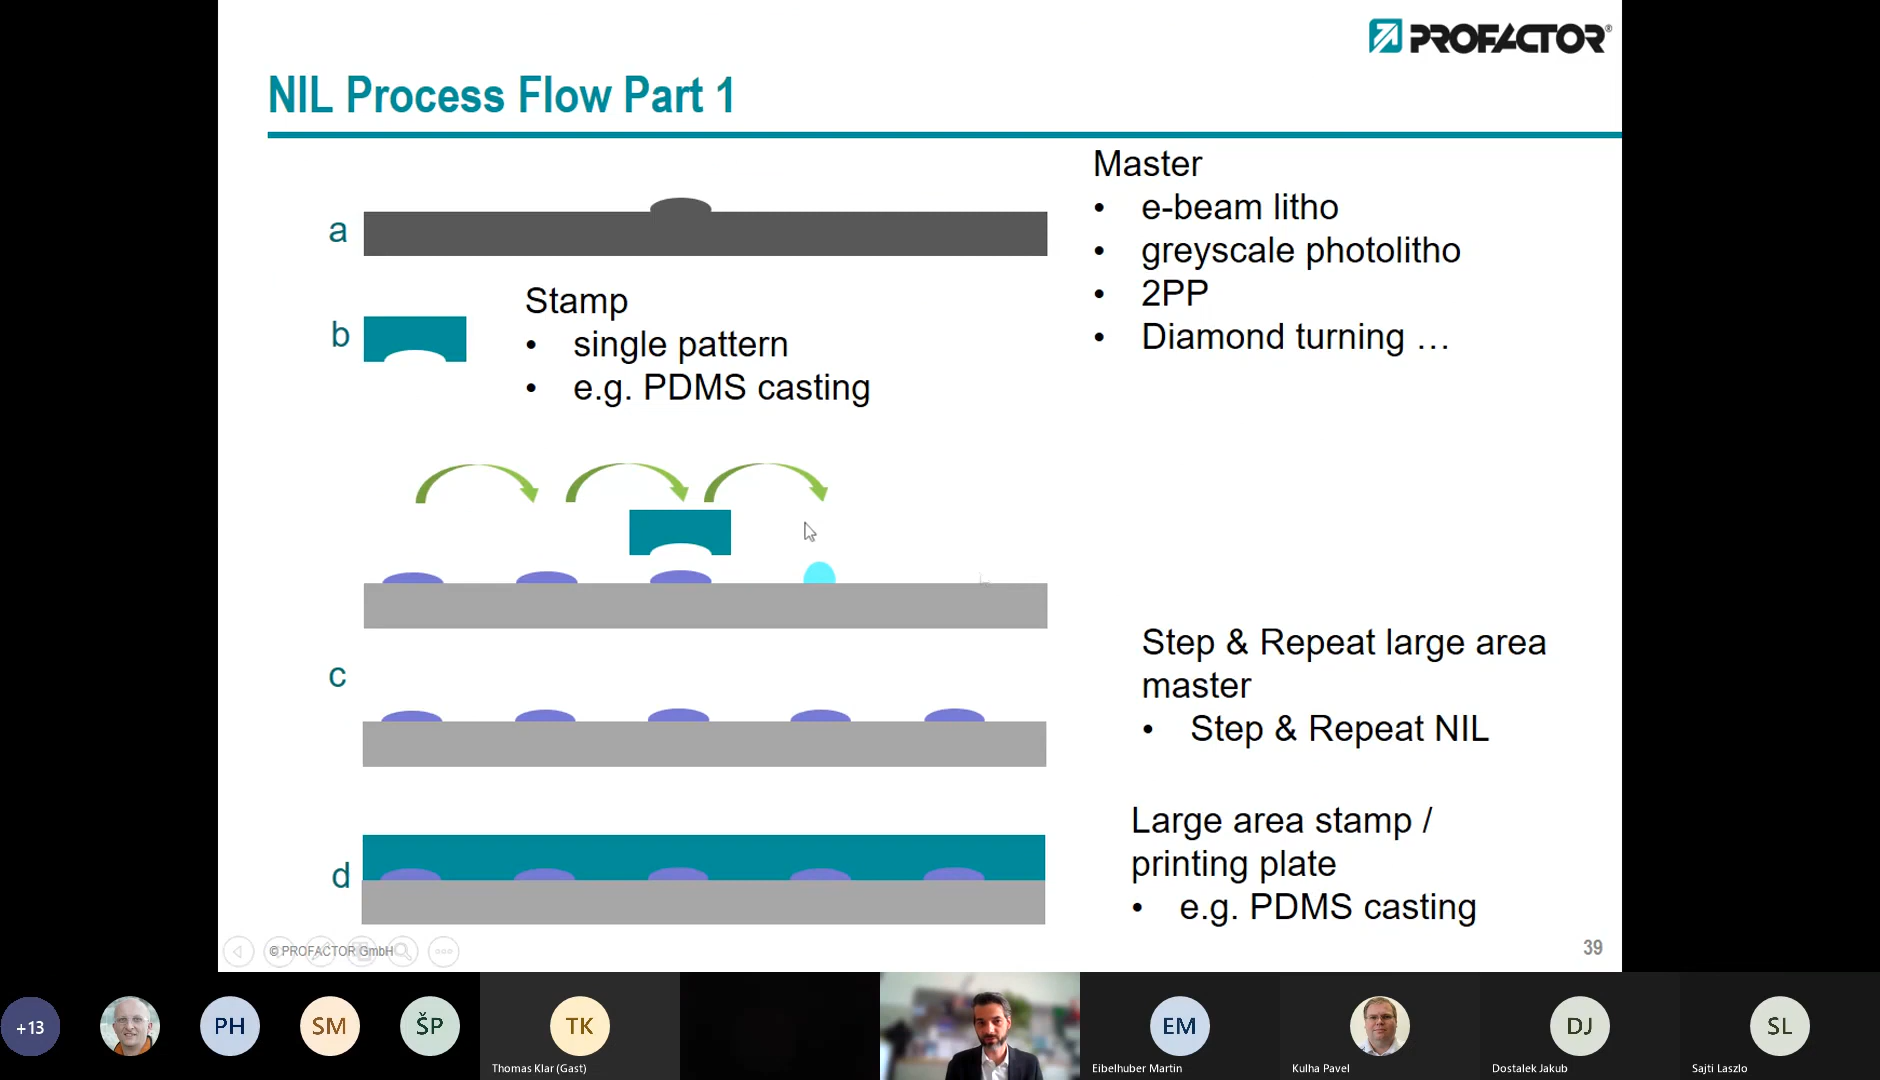 PROFACTOR®
NIL Process Flow Part 1
a
Master
• e-beam litho
• greyscale photolitho
• 2PP
• Diamond turning …
b
Stamp
• single pattern
• e.g. PDMS casting
c
Step & Repeat large area
master
• Step & Repeat NIL
d
Large area stamp /
printing plate
• e.g. PDMS casting
© PROFACTOR GmbH
39
+13
PH
SM
ŠP
TK
Thomas Klar (Gast)
EM
Eibelhuber Martin
Kulha Pavel
DJ
Dostalek Jakub
SL
Sajti Laszlo